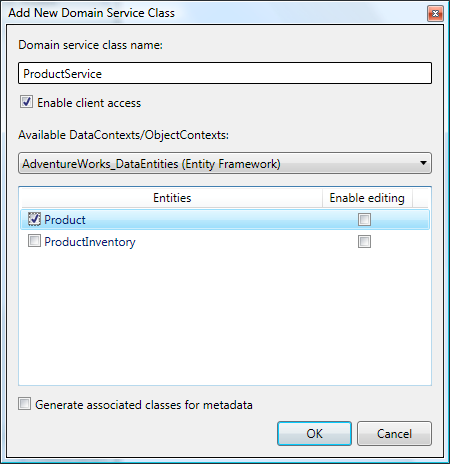 Add New Domain Service Class
Domain service class name:
ProductService
Enable client access
Available DataContexts/ObjectContexts:
AdventureWorks_DataEntities (Entity Framework)
Entities Enable editing
Product
ProductInventory
Generate associated classes for metadata
OK Cancel